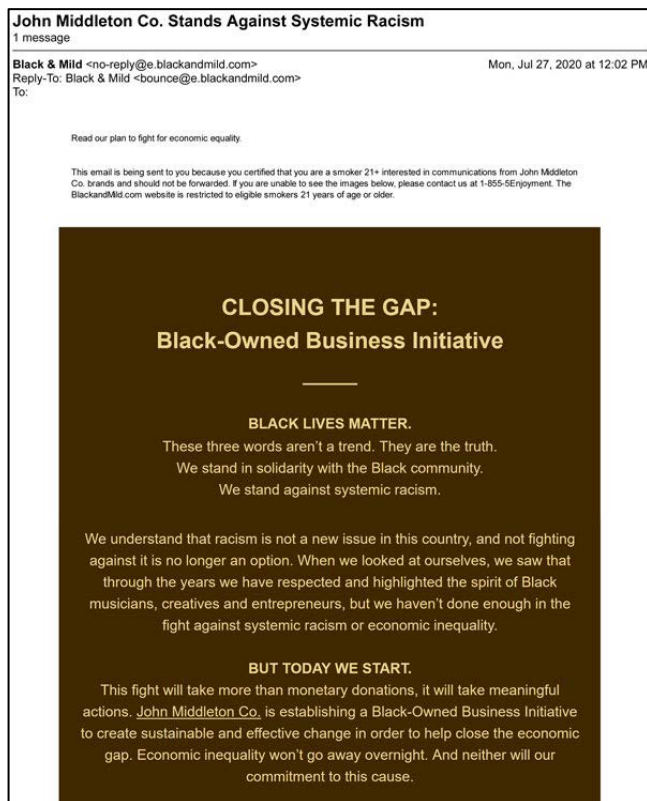 John Middleton Co. Stands Against Systemic Racism
1 message
Black & Mild <no-reply@e.blackandmild.com>
Mon, Jul 27, 2020 at 12:02 PM
Reply-To: Black & Mild <bounce@e.blackandmild.com>
To:
Read our plan to fight for economic equality.
This email is being sent to you because you certified that you are a smoker 21+ interested in communications from John Middleton
Co. brands and should not be forwarded. If you are unable to see the images below, please contact us at 1-855-5Enjoyment. The
BlackandMild.com website is restricted to eligible smokers 21 years of age or older.
CLOSING THE GAP:
Black-Owned Business Initiative
BLACK LIVES MATTER.
These three words aren't a trend. They are the truth.
We stand in solidarity with the Black community.
We stand against systemic racism.
We understand that racism is not a new issue in this country, and not fighting
against it is no longer an option. When we looked at ourselves, we saw that
through the years we have respected and highlighted the spirit of Black
musicians, creatives and entrepreneurs, but we haven't done enough in the
fight against systemic racism or economic inequality.
BUT TODAY WE START.
This fight will take more than monetary donations, it will take meaningful
actions. John Middleton Co. is establishing a Black-Owned Business Initiative
to create sustainable and effective change in order to help close the economic
gap. Economic inequality won't go away overnight. And neither will our
commitment to this cause.